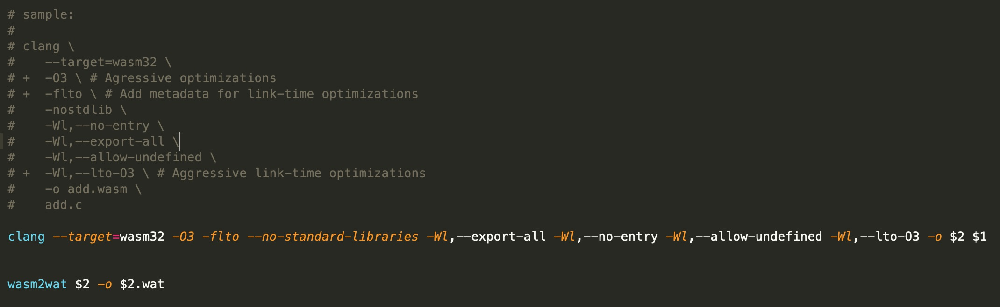 # sample:
#
# clang \
#    --target=wasm32 \
# +  -O3 \ # Agressive optimizations
# +  -flto \ # Add metadata for link-time optimizations
#    -nostdlib \
#    -Wl,--no-entry \
#    -Wl,--export-all \
#    -Wl,--allow-undefined \
# +  -Wl,--lto-O3 \ # Aggressive link-time optimizations
#    -o add.wasm \
#    add.c
clang --target=wasm32 -O3 -flto --no-standard-libraries -Wl,--export-all -Wl,--no-entry -Wl,--allow-undefined -Wl,--lto-O3 -o $2 $1
wasm2wat $2 -o $2.wat